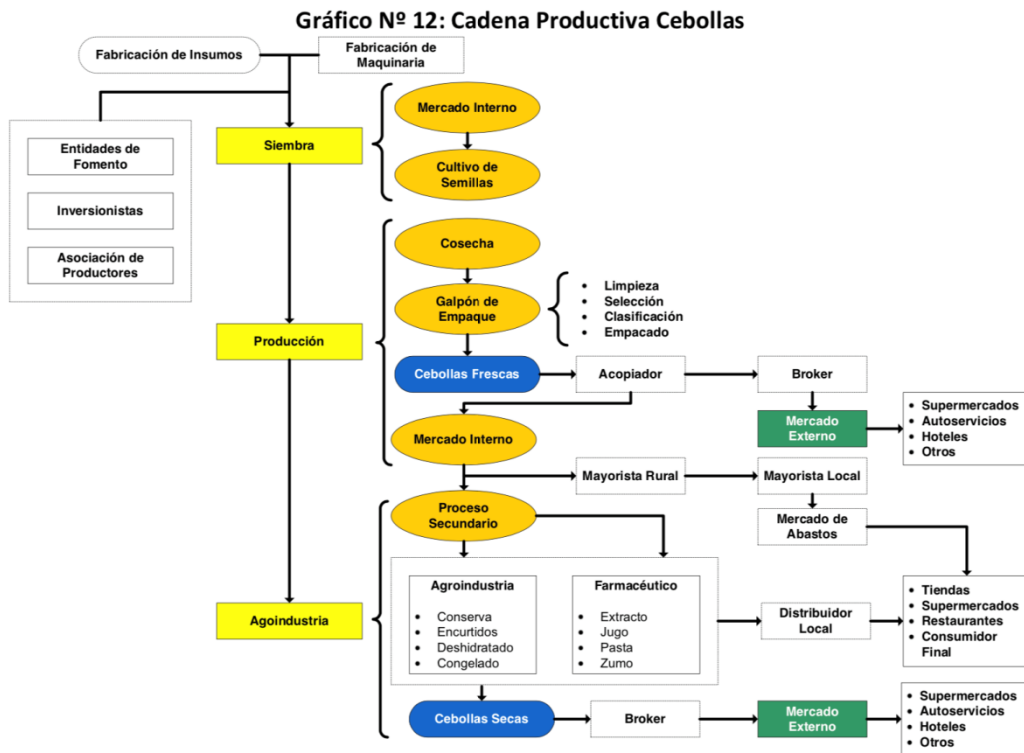 Gráfico Nº 12: Cadena Productiva Cebollas
Fabricación de Insumos
Fabricación de
Maquinaria
Entidades de
Fomento
Inversionistas
Asociación de
Productores
Siembra
Mercado Interno
Cultivo de
Semillas
Producción
Cosecha
Galpón de
Empaque
• Limpieza
• Selección
• Clasificación
• Empacado
Cebollas Frescas
Acopiador
Broker
Mercado
Externo
• Supermercados
• Autoservicios
• Hoteles
• Otros
Mercado Interno
Mayorista Rural
Mayorista Local
Mercado de
Abastos
Agoindustria
Proceso
Secundario
Agroindustria
• Conserva
• Encurtidos
• Deshidratado
• Congelado
Farmacéutico
• Extracto
• Jugo
• Pasta
• Zumo
Distribuidor
Local
• Tiendas
• Supermercados
• Restaurantes
• Consumidor
Final
Cebollas Secas
Broker
Mercado
Externo
• Supermercados
• Autoservicios
• Hoteles
• Otros